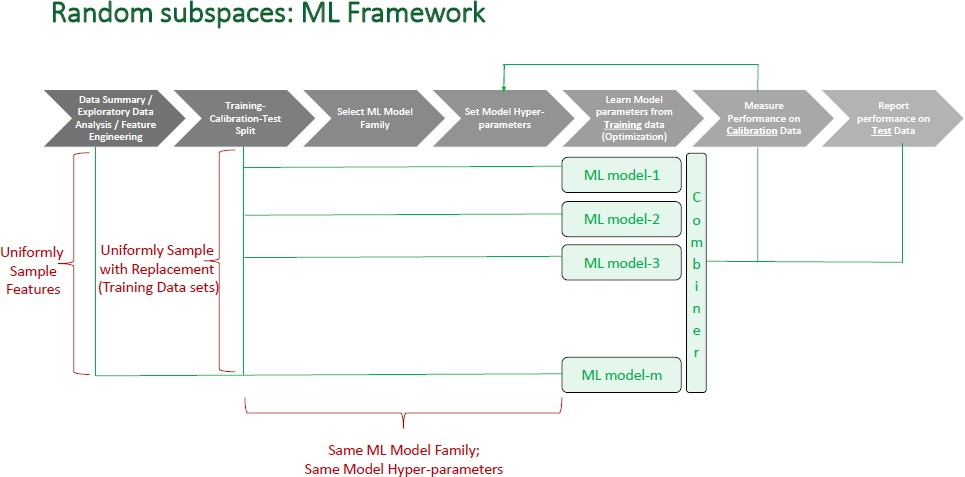 Random subspaces: ML Framework
Data Summary /
Exploratory Data
Analysis / Feature
Engineering
Training-
Calibration-Test
Split
Select ML Model
Family
Set Model Hyper-
parameters
Learn Model
parameters from
Training data
(Optimization)
Measure
Performance on
Calibration Data
Report
performance on
Test Data
Uniformly
Sample
Features
Uniformly Sample
with Replacement
(Training Data sets)
ML model-1
ML model-2
ML model-3
ML model-m
Combiner
Same ML Model Family;
Same Model Hyper-parameters